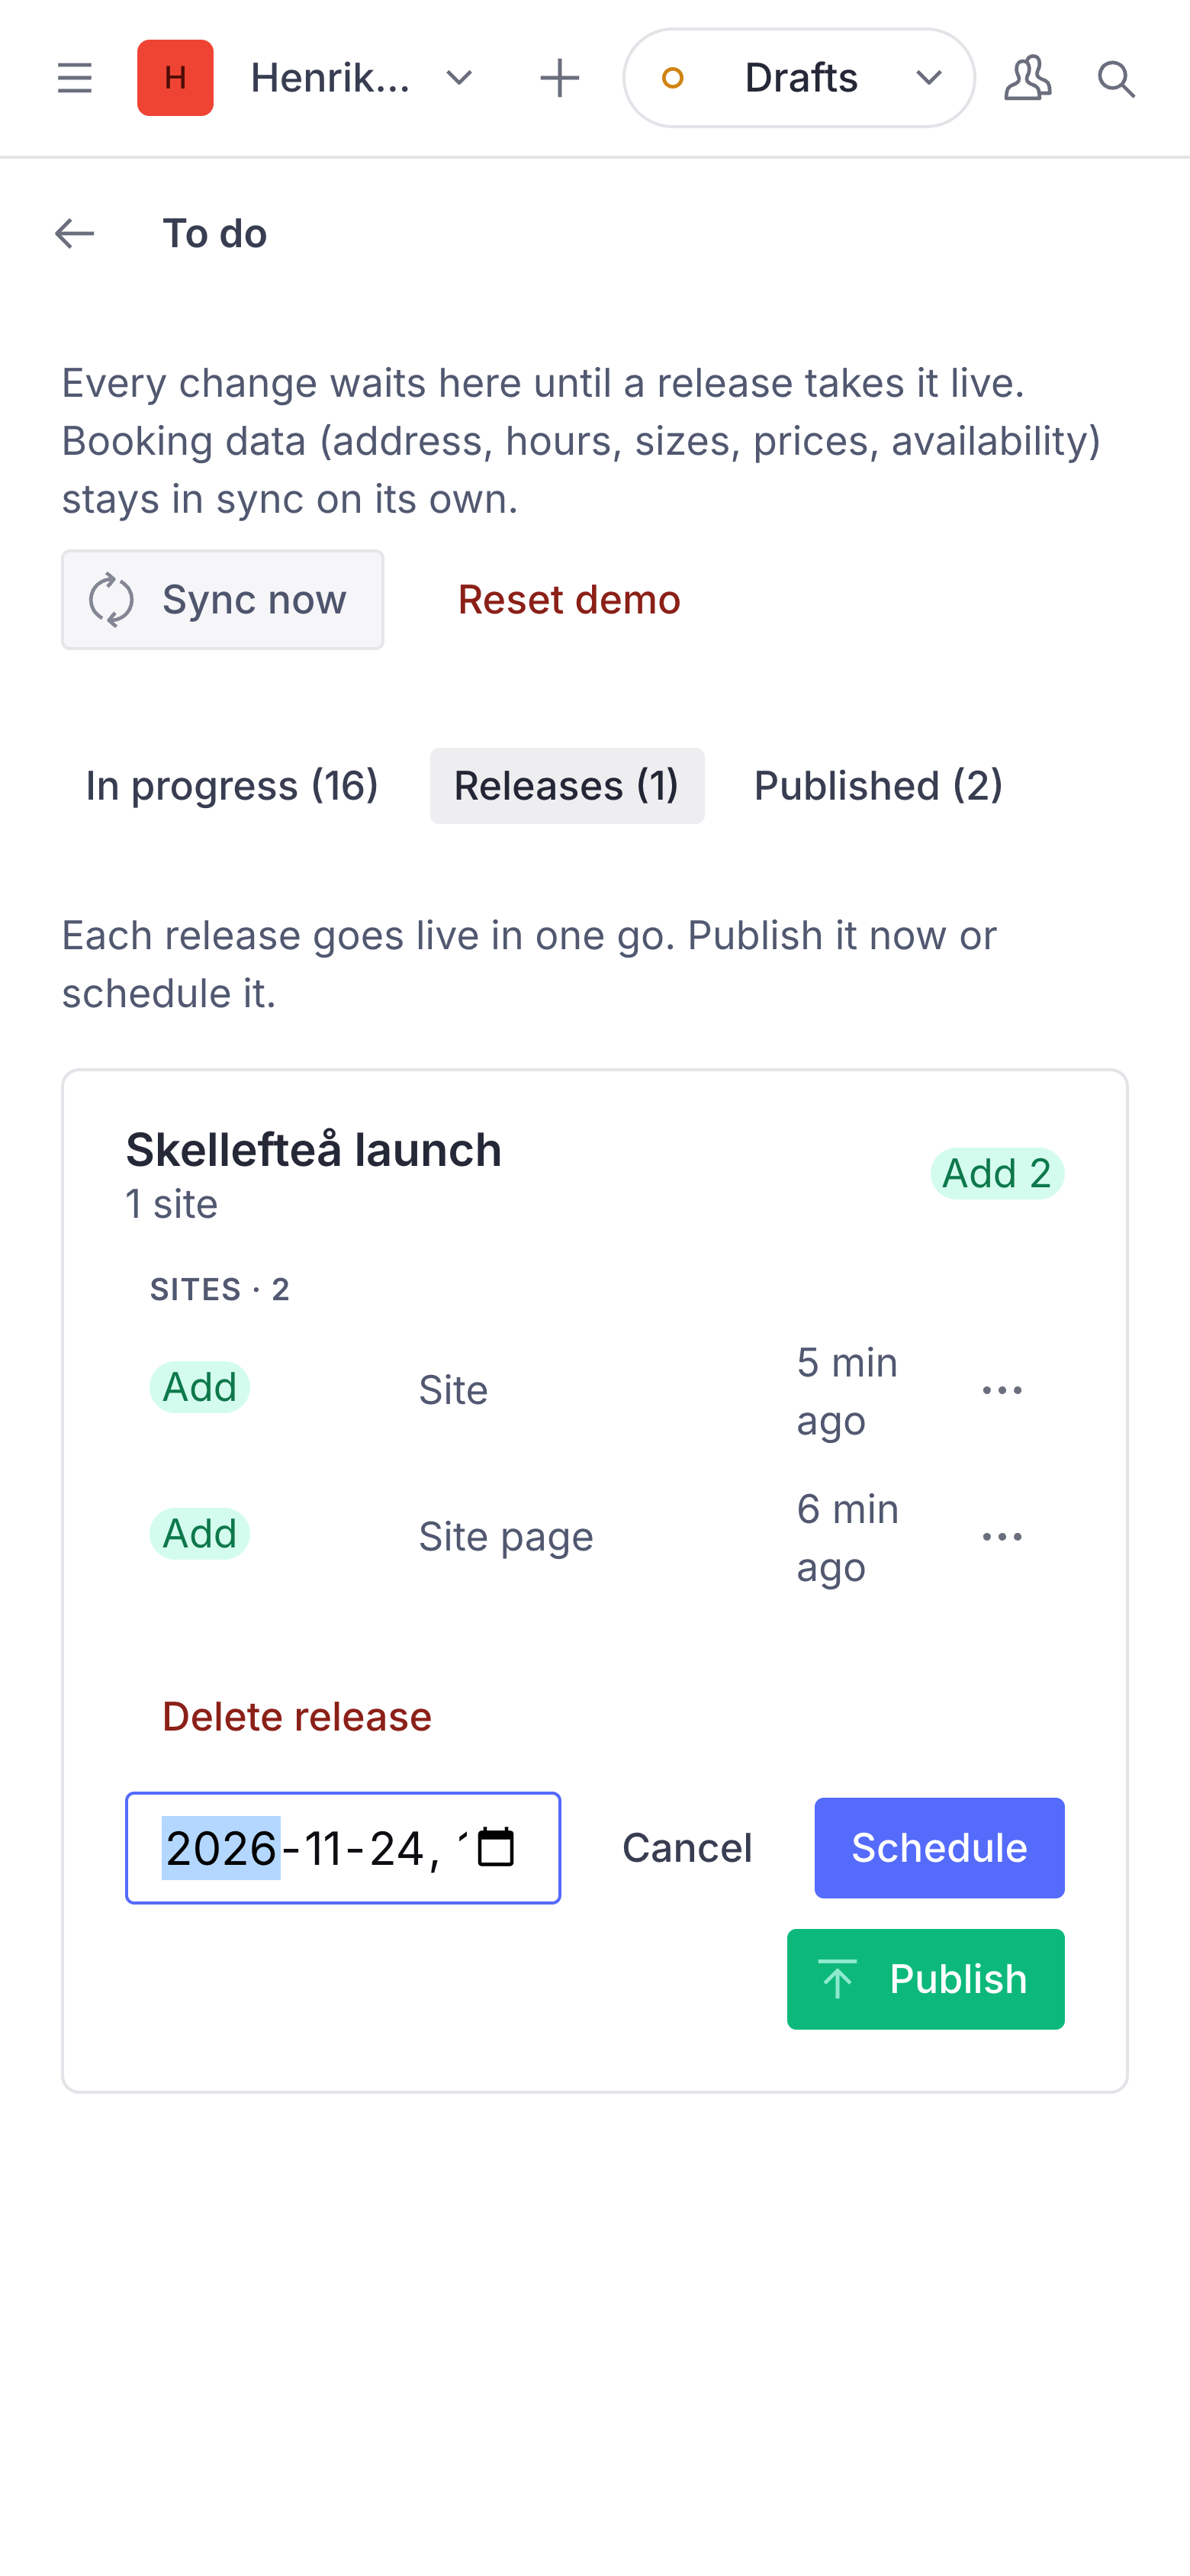 H Henrik... Drafts
To do
Every change waits here until a release takes it live.
Booking data (address, hours, sizes, prices, availability)
stays in sync on its own.
Sync now Reset demo
In progress (16) Releases (1) Published (2)
Each release goes live in one go. Publish it now or
schedule it.
Skellefteå launch
1 site
Add 2
SITES · 2
Add Site 5 min
ago
Add Site page 6 min
ago
Delete release
2026-11-24, Cancel Schedule
Publish